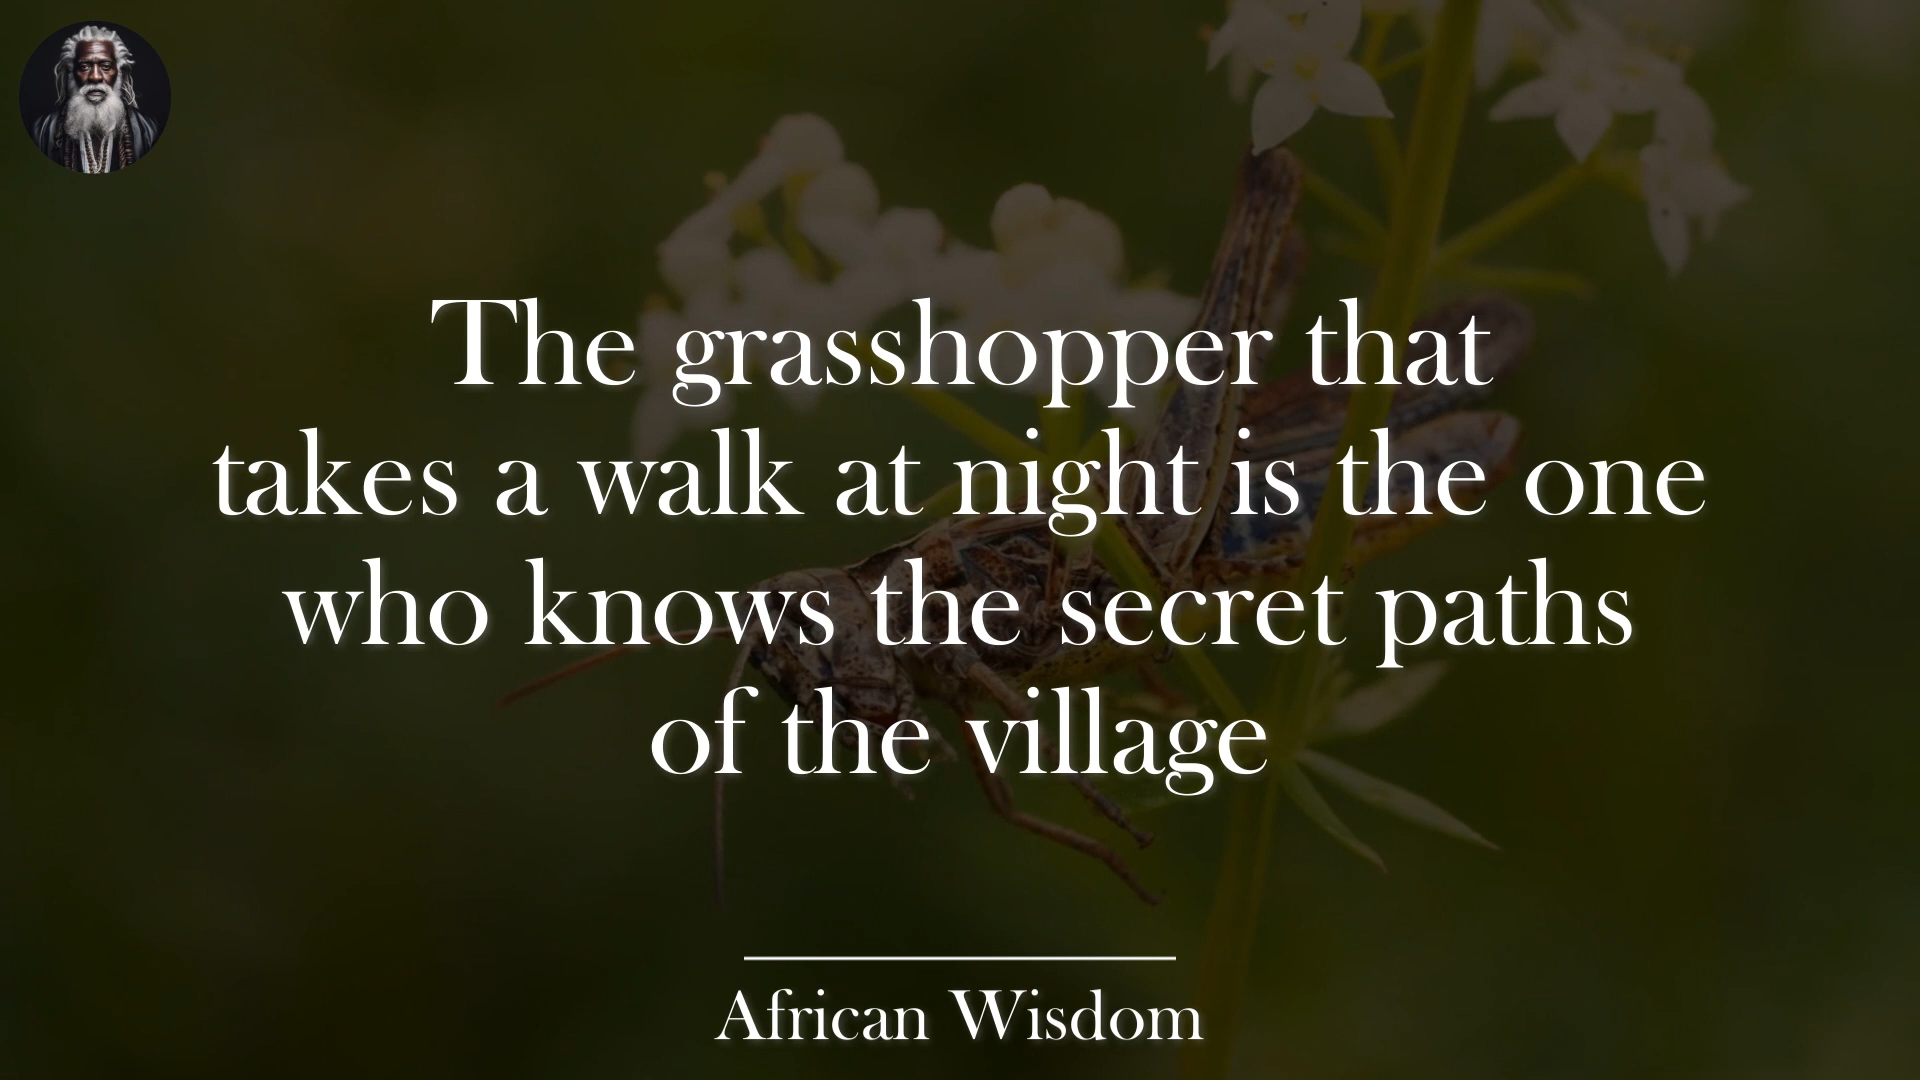 The grasshopper that
takes a walk at night is the one
who knows the secret paths
of the village
African Wisdom